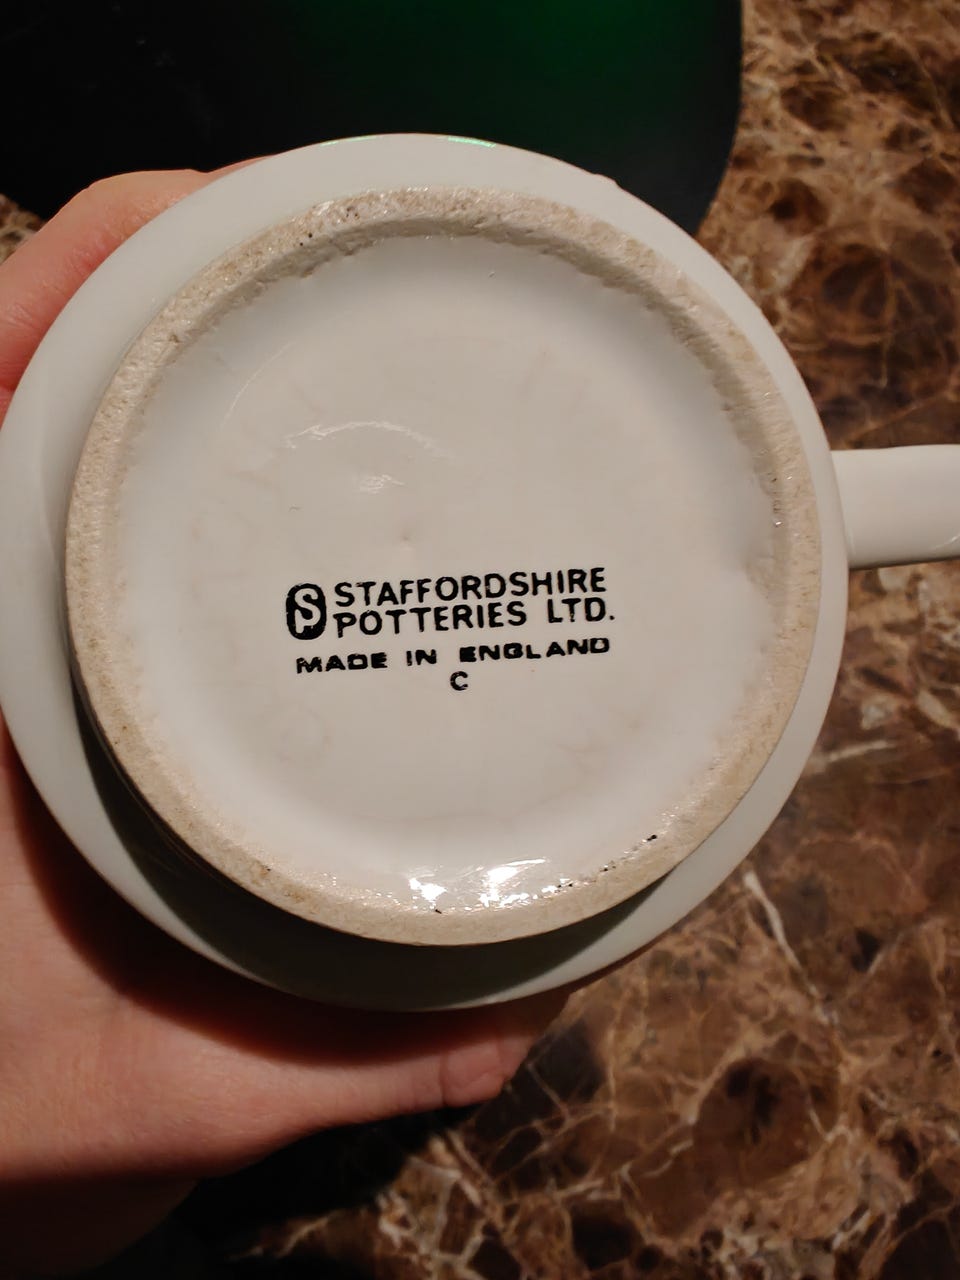 STAFFORDSHIRE
POTTERIES LTD.
MADE IN ENGLAND
C